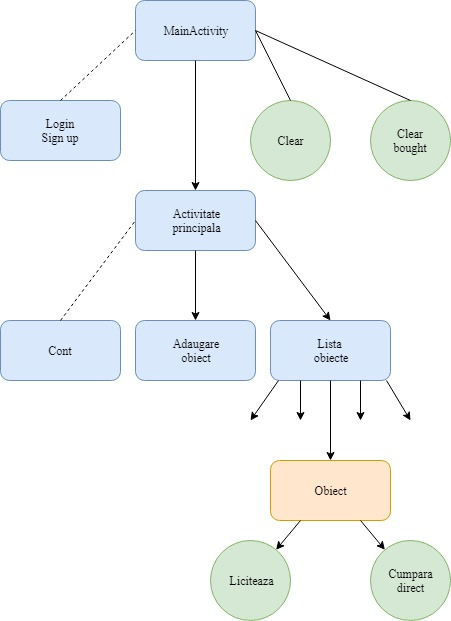 MainActivity
Login
Sign up
Clear
Clear
bought
Activitate
principala
Cont
Adaugare
obiect
Lista
obiecte
Obiect
Liciteaza
Cumpara
direct